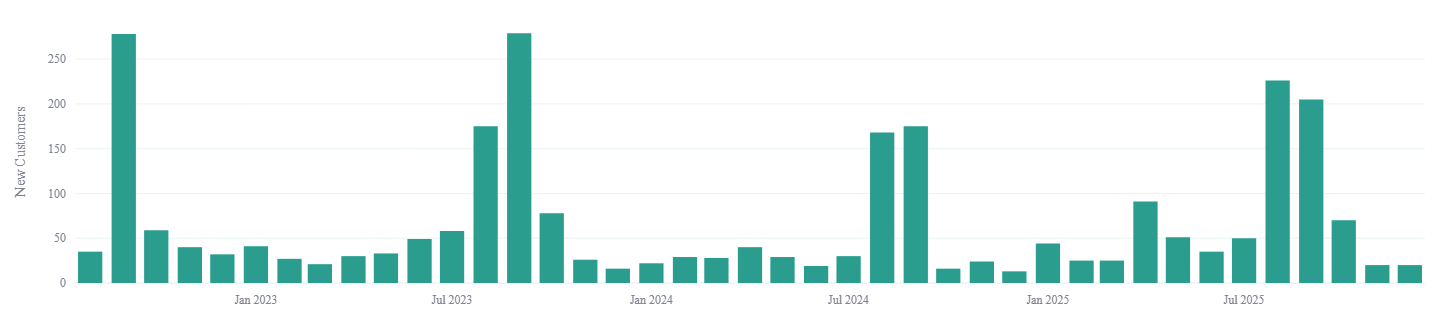 New Customers
250
200
150
100
50
0
Jan 2023
Jul 2023
Jan 2024
Jul 2024
Jan 2025
Jul 2025